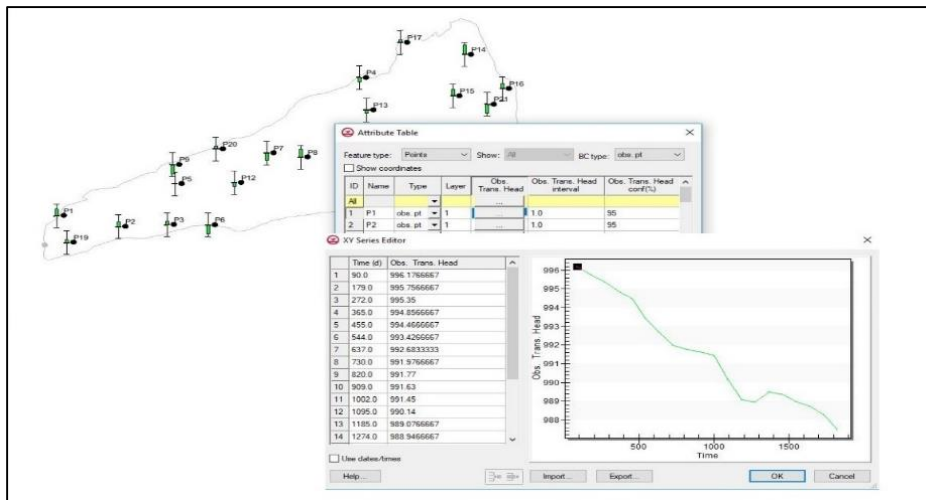 P17
P14
P4
P15
P16
P21
P13
P20
P7
P8
P9
P5
P12
P1
P2
P3
P6
P19
Attribute Table
Feature type: Points Show: All BC type: obs. pt
Show coordinates
ID Name Type Layer Obs. Trans. Head Obs. Trans. Head interval Obs. Trans. Head conf(%)
All ...
1 P1 obs. pt 1 ... 1.0 95
2 P2 obs. pt 1 ... 1.0 95
XY Series Editor
Time (d) Obs. Trans. Head
1 90.0 996.1766667
2 179.0 995.7566667
3 272.0 995.35
4 365.0 994.8566667
5 455.0 994.4666667
6 544.0 993.4266667
7 637.0 992.6833333
8 730.0 991.9766667
9 820.0 991.77
10 909.0 991.63
11 1002.0 991.45
12 1095.0 990.14
13 1185.0 989.0766667
14 1274.0 988.9466667
Obs. Trans. Head
996
995
994
993
992
991
990
989
988
500 1000 1500
Time
Use dates/times
Help... Import... Export... OK Cancel